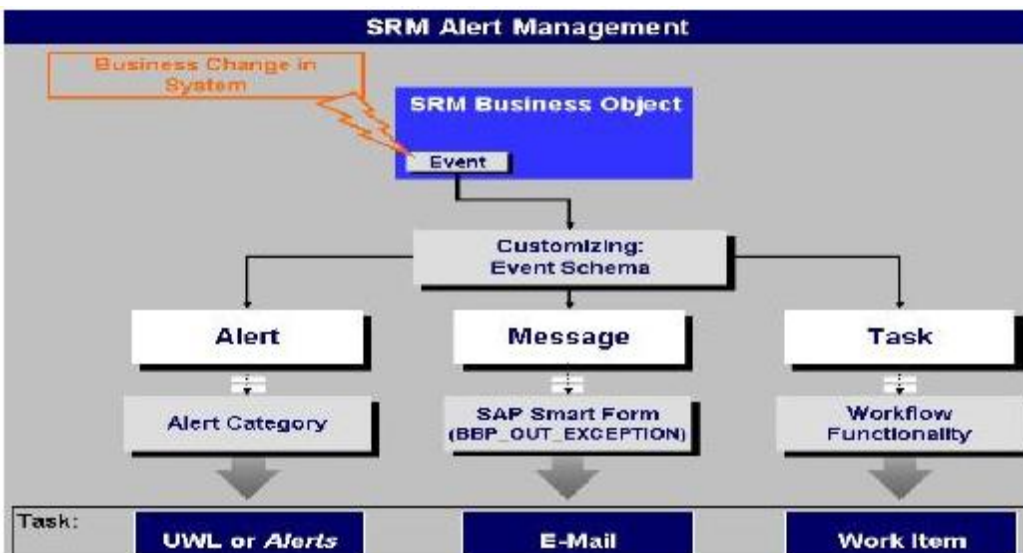 SRM Alert Management
Business Change in
System
SRM Business Object
Event
Customizing:
Event Schema
Alert
Message
Task
Alert Category
SAP Smart Form
(BBP_OUT_EXCEPTION)
Workflow
Functionality
Task:
UWL or Alerts
E-Mail
Work Item